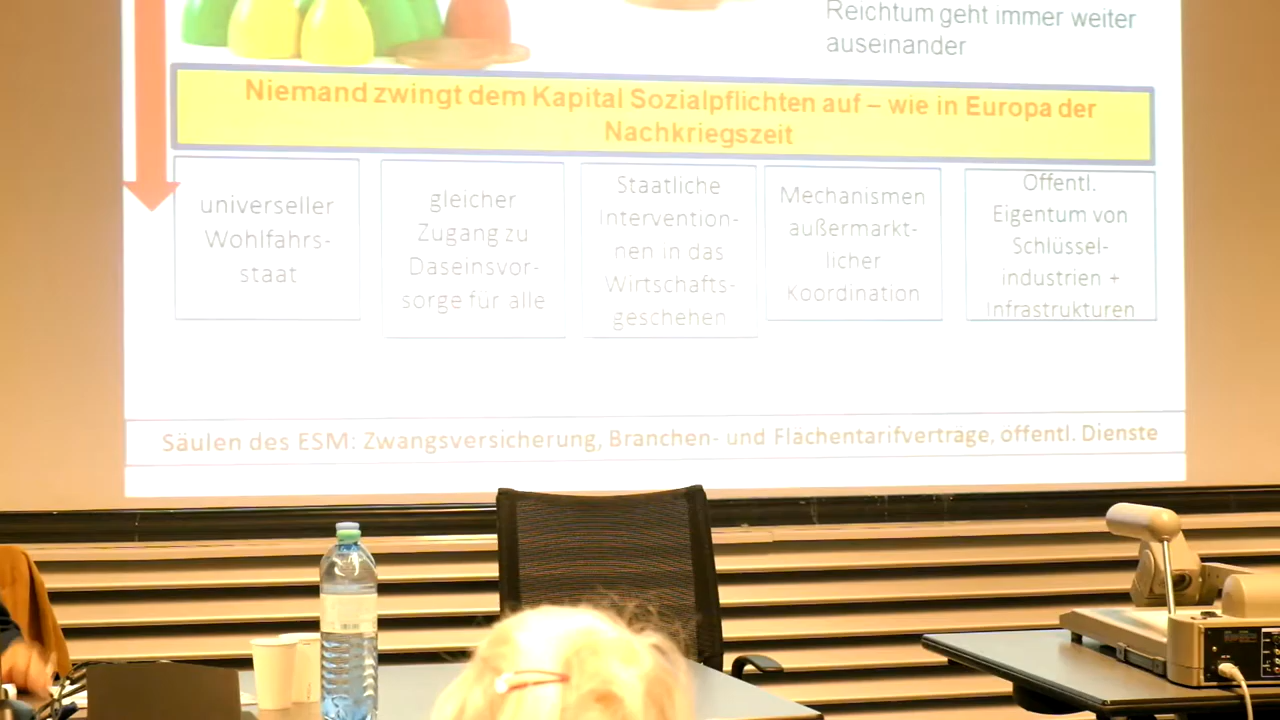 Reichtum geht immer weiter
auseinander
Niemand zwingt dem Kapital Sozialpflichten auf – wie in Europa der
Nachkriegszeit
universeller
Wohlfahrs-
staat
gleicher
Zugang zu
Daseinsvor-
sorge für alle
Staatliche
Intervention-
nen in das
Wirtschafts-
geschehen
Mechanismen
außermarkt-
licher
Koordination
Öffentl.
Eigentum von
Schlüssel-
industrien +
Infrastrukturen
Säulen des ESM: Zwangsversicherung, Branchen- und Flächentarifverträge, öffentl. Dienste